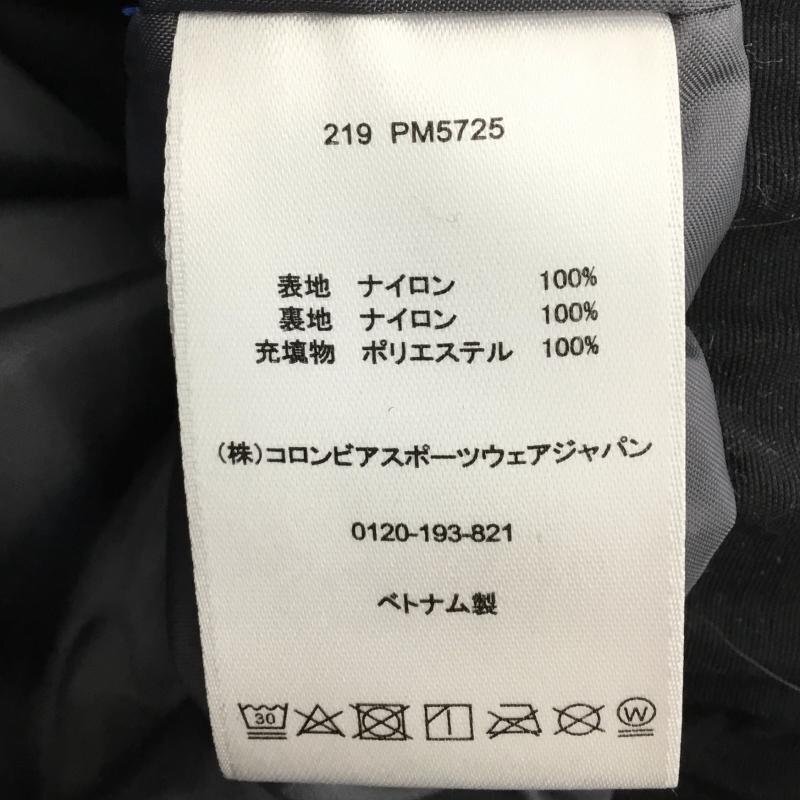 219 PM5725
表地 ナイロン 100%
裏地 ナイロン 100%
充填物 ポリエステル 100%
(株)コロンビアスポーツウェアジャパン
0120-193-821
ベトナム製
30 W